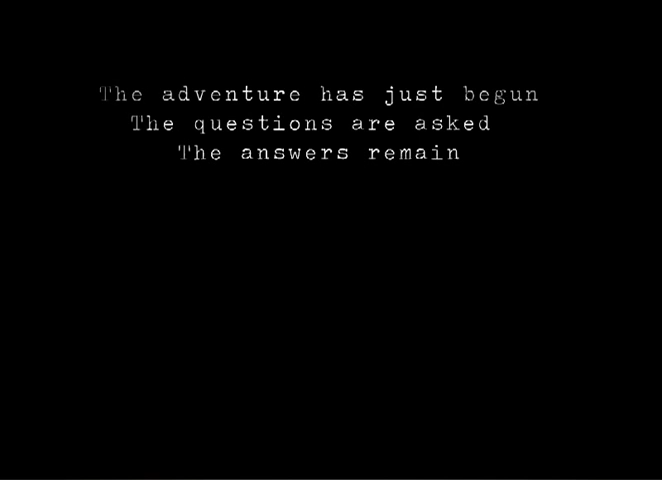 The adventure has just begun
The questions are asked
The answers remain